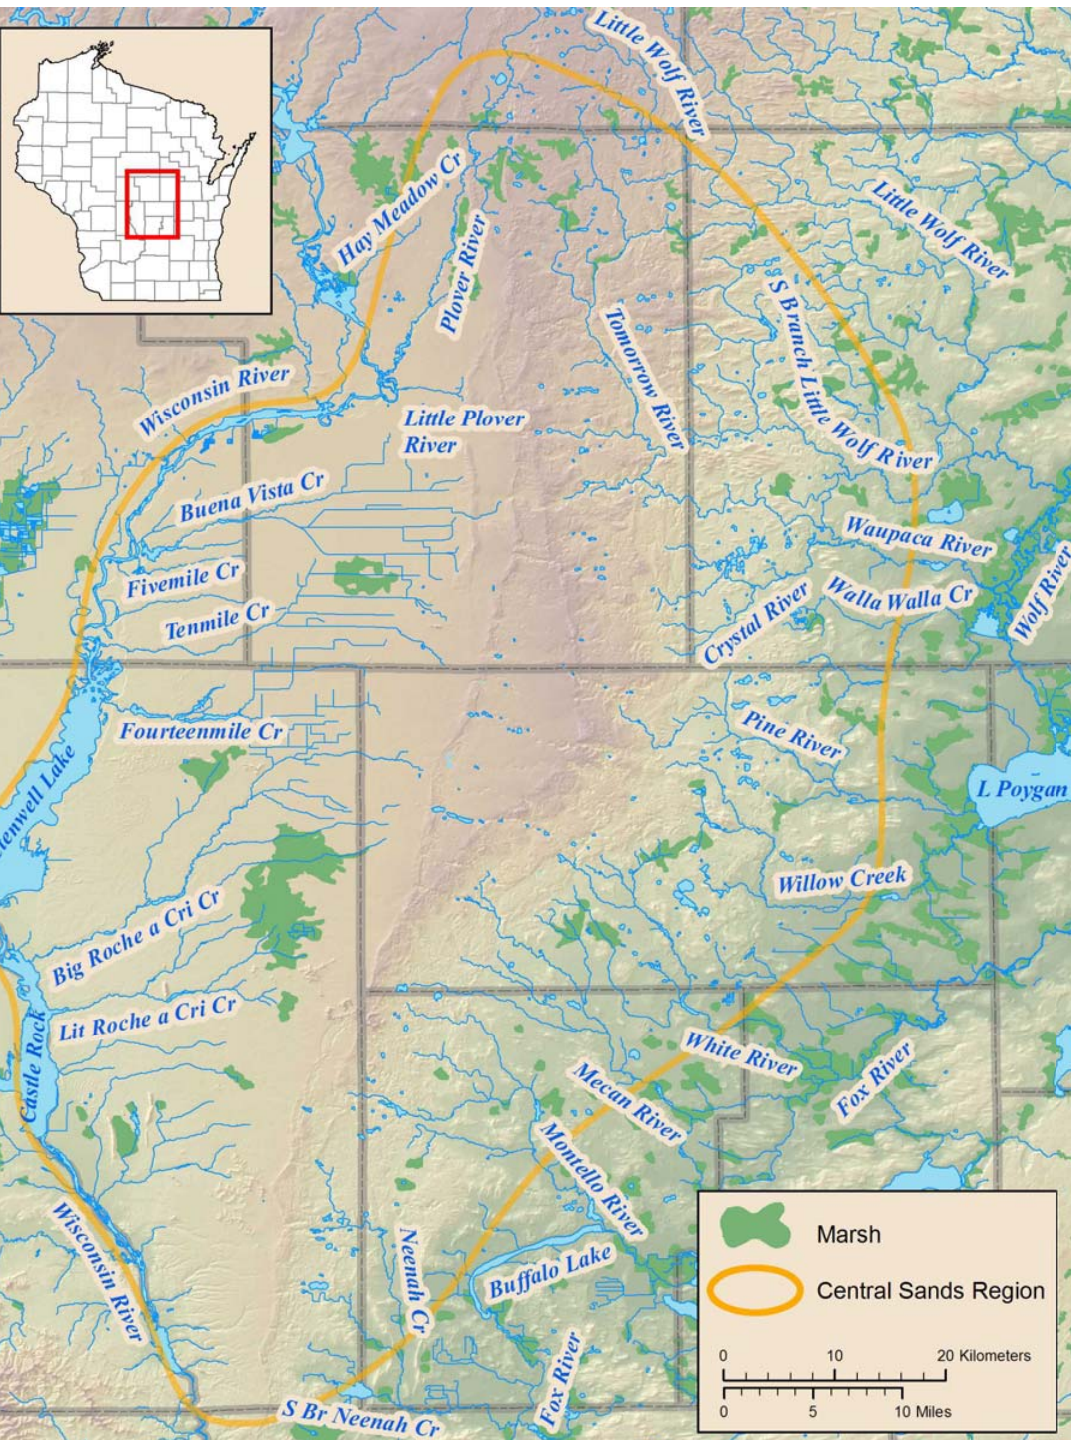 Little Wolf River
Hay Meadow Cr
Plover River
Little Wolf River
S Branch Little Wolf River
Tomorrow River
Wisconsin River
Little Plover
River
Buena Vista Cr
Waupaca River
Fivemile Cr
Walla Walla Cr
Wolf River
Tenmile Cr
Crystal River
Fourteenmile Cr
Pine River
L Poygan
Lake
Willow Creek
Big Roche a Cri Cr
Lit Roche a Cri Cr
Castle Rock
White River
Fox River
Mecan River
Montello River
Wisconsin River
Neenah Cr
Buffalo Lake
Fox River
S Br Neenah Cr
Marsh
Central Sands Region
0 10 20 Kilometers
0 5 10 Miles